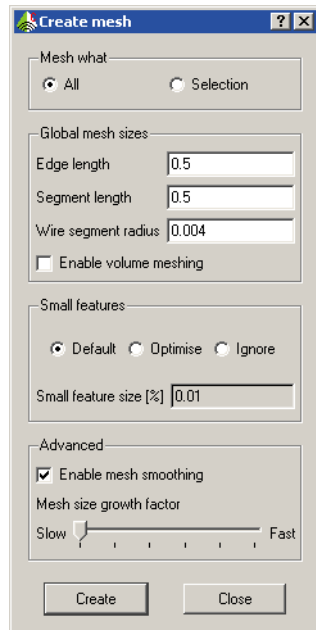 Create mesh
Mesh what
All Selection
Global mesh sizes
Edge length 0.5
Segment length 0.5
Wire segment radius 0.004
Enable volume meshing
Small features
Default Optimise Ignore
Small feature size [%] 0.01
Advanced
Enable mesh smoothing
Mesh size growth factor
Slow Fast
Create Close